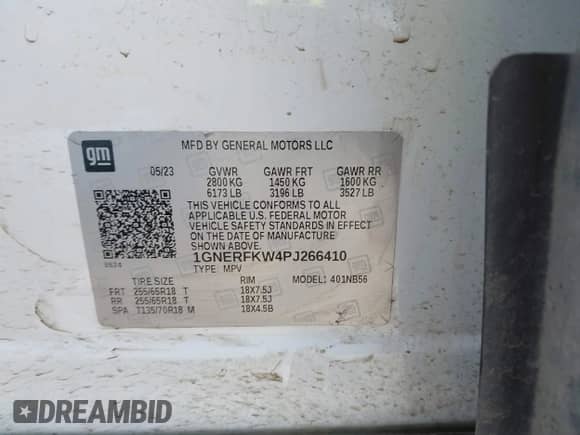 gm
MFD BY GENERAL MOTORS LLC
05/23 GVWR GAWR FRT GAWR RR
2800 KG 1450 KG 1600 KG
6173 LB 3196 LB 3527 LB
THIS VEHICLE CONFORMS TO ALL
APPLICABLE U.S. FEDERAL MOTOR
VEHICLE SAFETY STANDARDS IN EFFECT
ON THE DATE OF MANUFACTURE
SHOWN ABOVE.
1GNERFKW4PJ266410
TYPE: MPV
TIRE SIZE RIM MODEL: 401NB56
FRT 255/65R18 T 18X7.5J
RR 255/65R18 T 18X7.5J
SPA T135/70R18 M 18X4.5B
DREAMBID